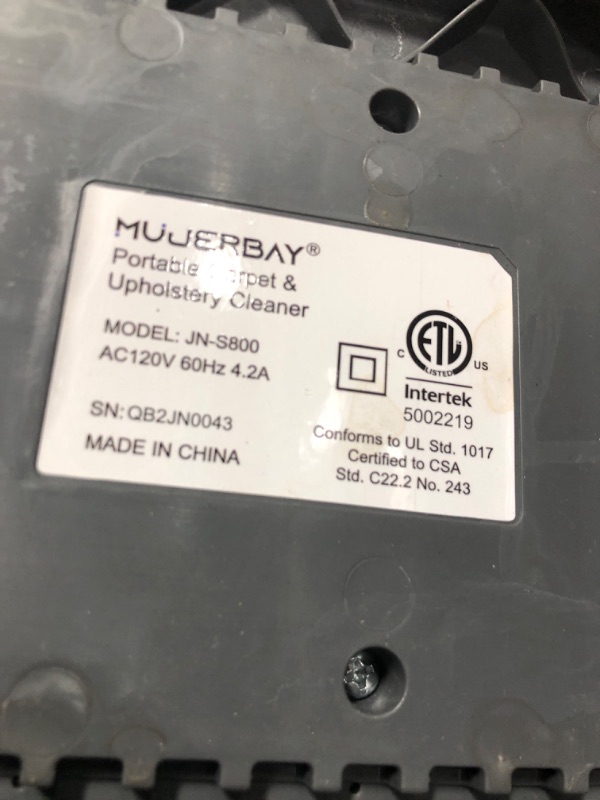 MUJERBAY®
Portable Carpet &
Upholstery Cleaner
MODEL: JN-S800
AC120V 60Hz 4.2A
SN: QB2JN0043
MADE IN CHINA
C ETL US
LISTED
Intertek
5002219
Conforms to UL Std. 1017
Certified to CSA
Std. C22.2 No. 243